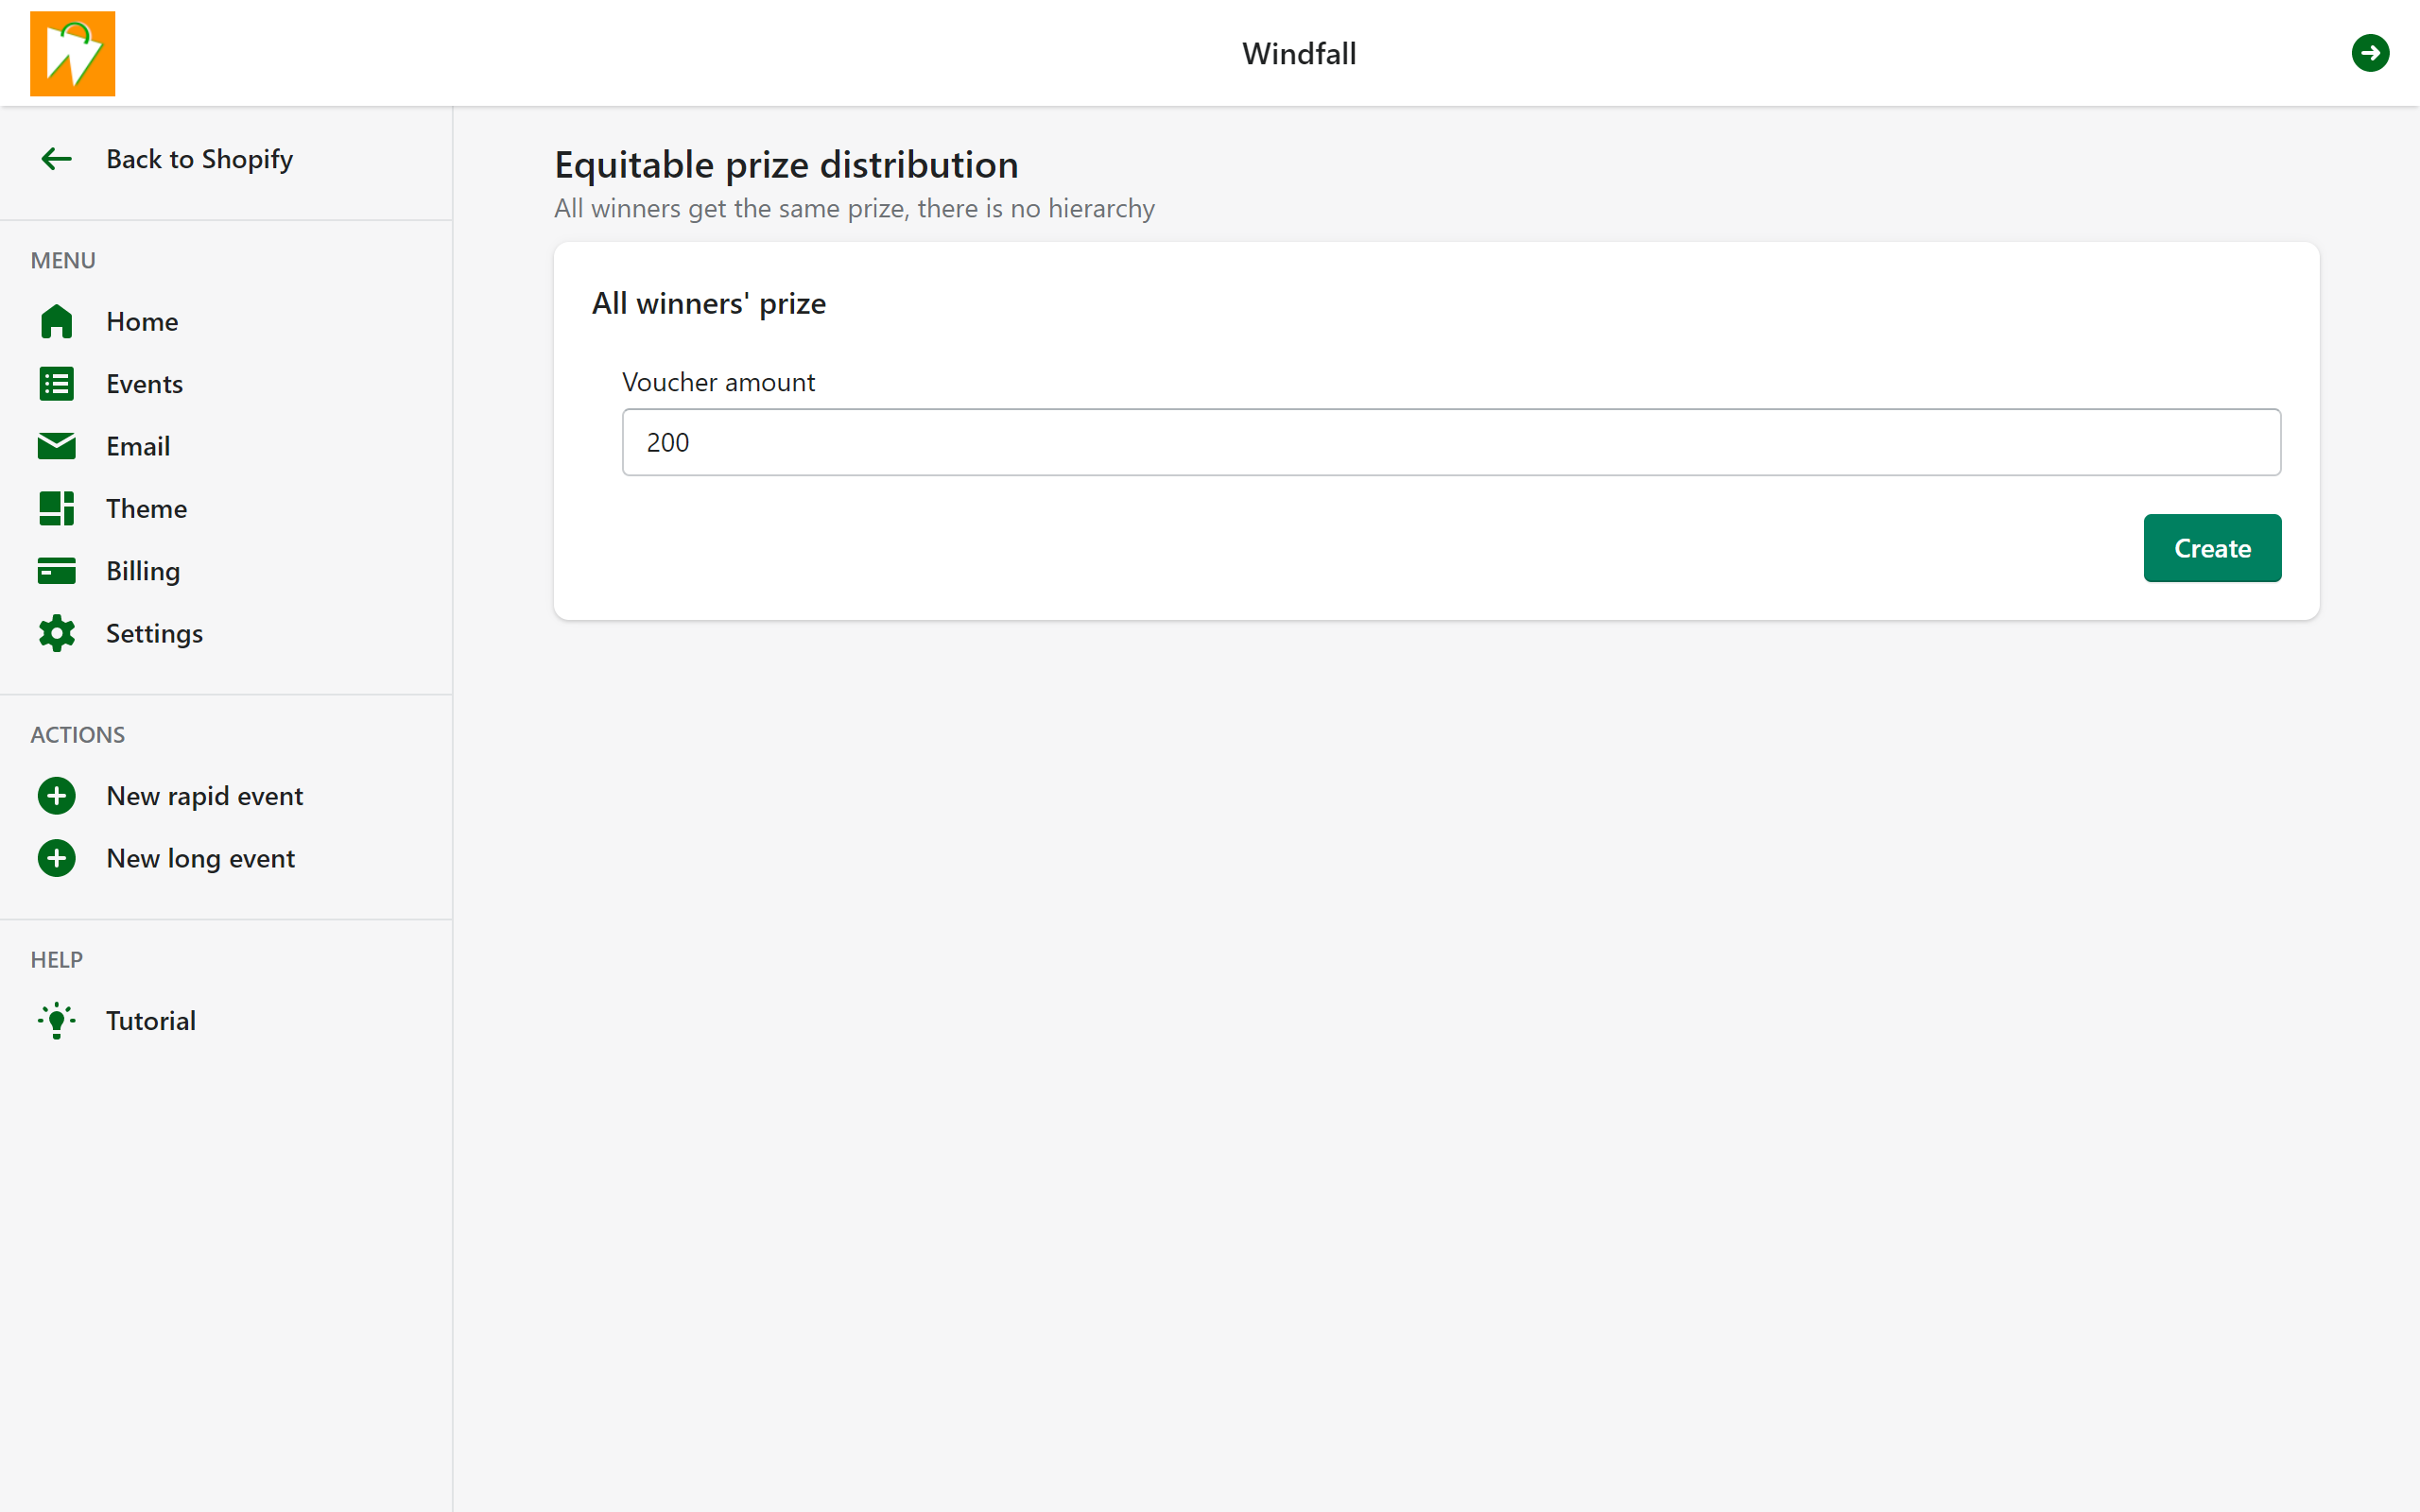 Windfall
Back to Shopify
MENU
Home
Events
Email
Theme
Billing
Settings
ACTIONS
New rapid event
New long event
HELP
Tutorial
Equitable prize distribution
All winners get the same prize, there is no hierarchy
All winners' prize
Voucher amount
200
Create